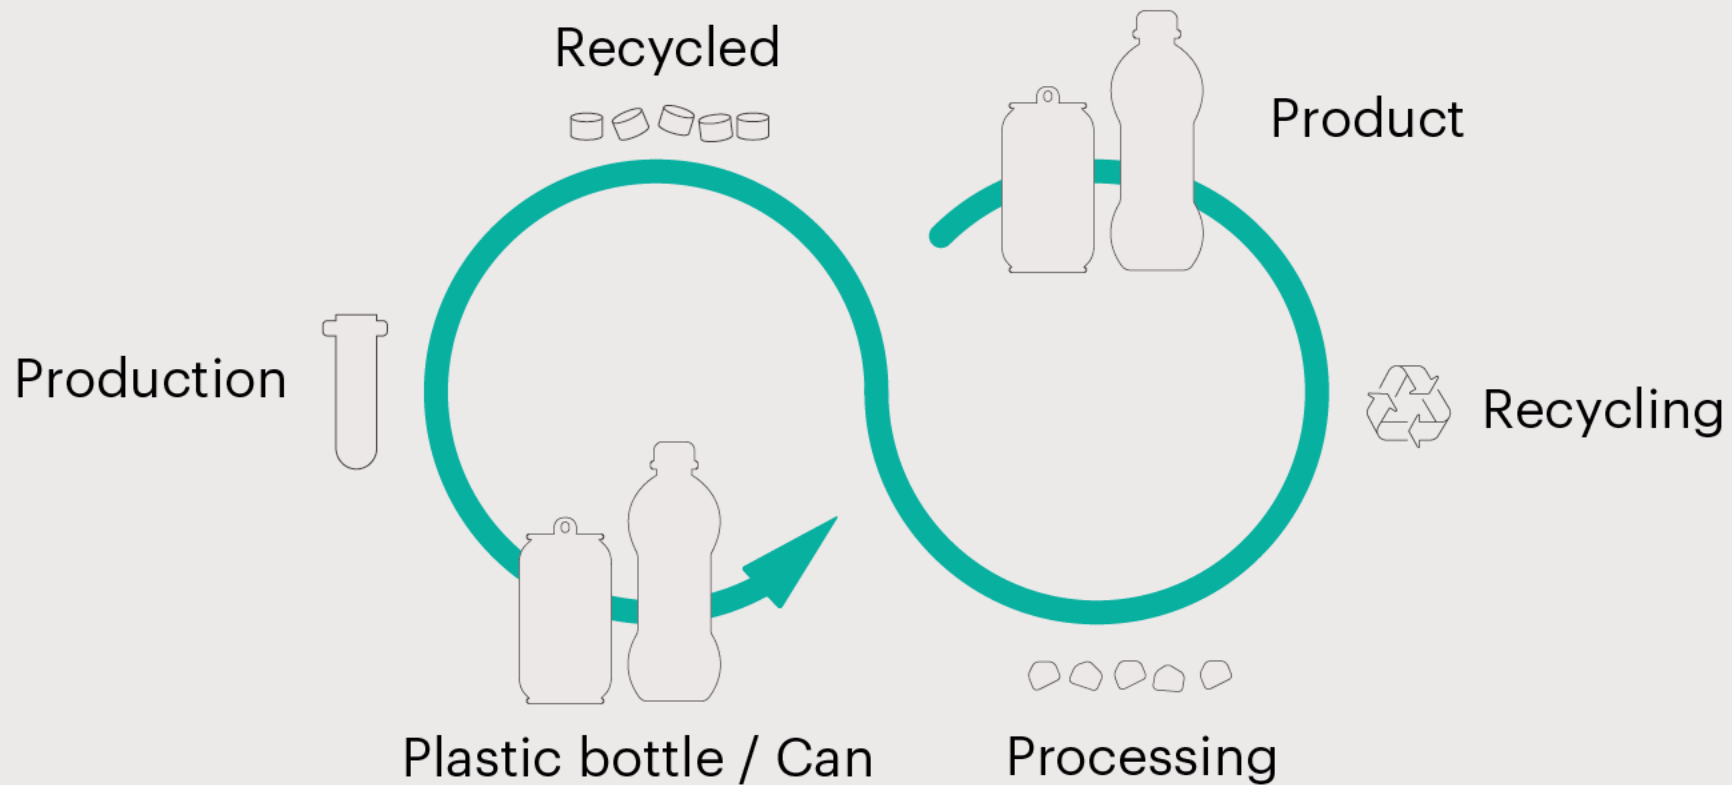 Recycled
Product
Production
Recycling
Plastic bottle / Can
Processing